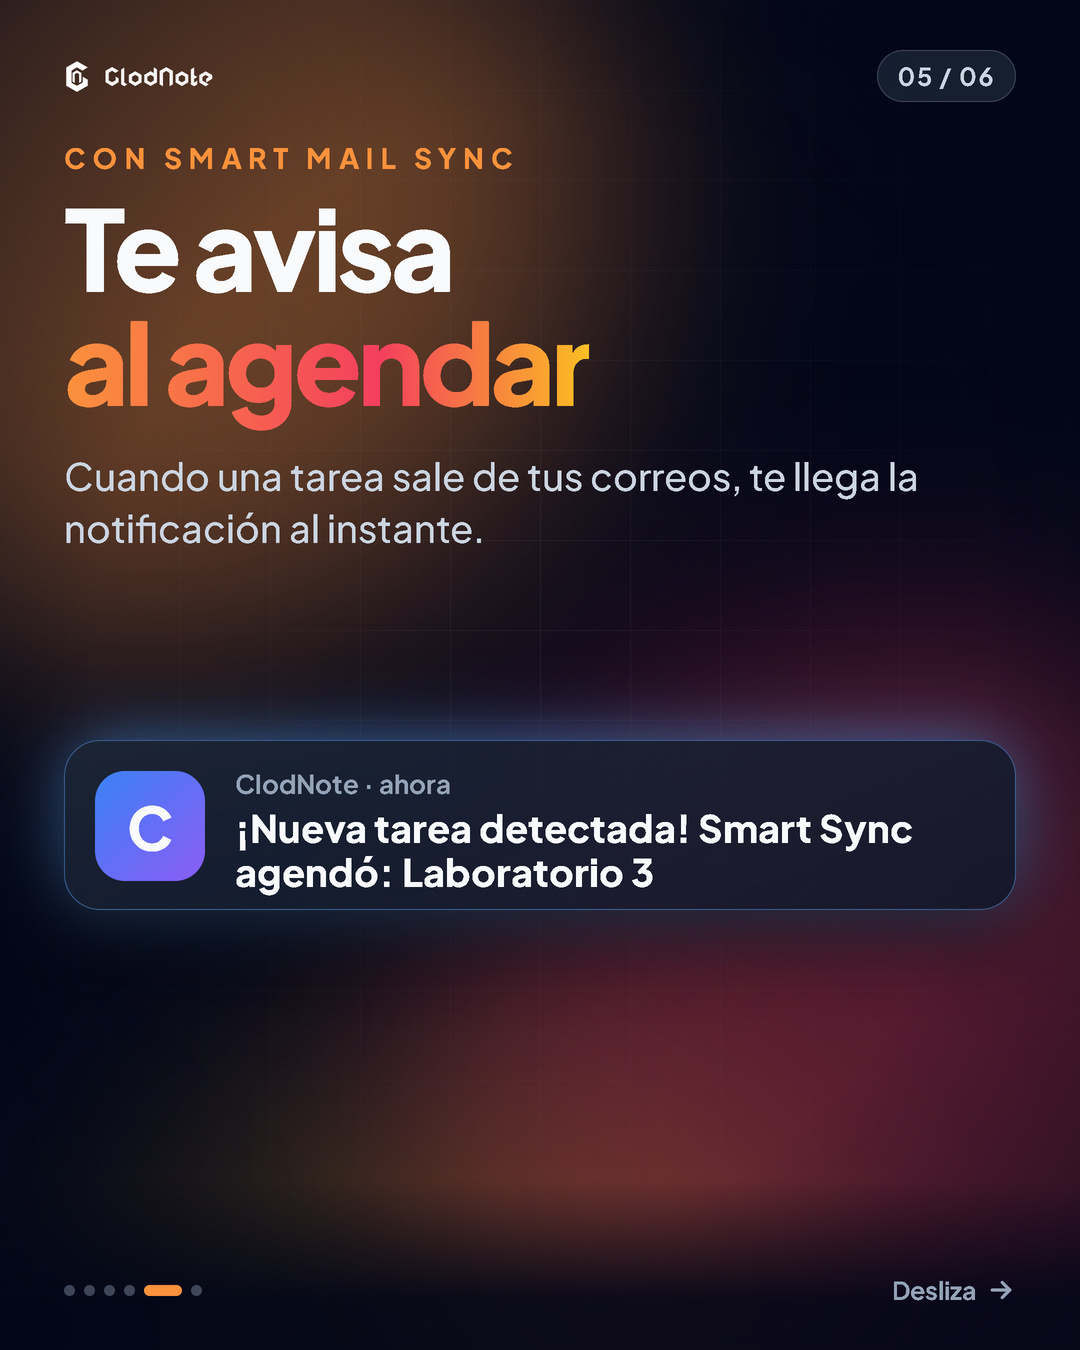 ClodNote
05 / 06
CON SMART MAIL SYNC
Te avisa
al agendar
Cuando una tarea sale de tus correos, te llega la
notificación al instante.
C
ClodNote · ahora
¡Nueva tarea detectada! Smart Sync
agendó: Laboratorio 3
Desliza →